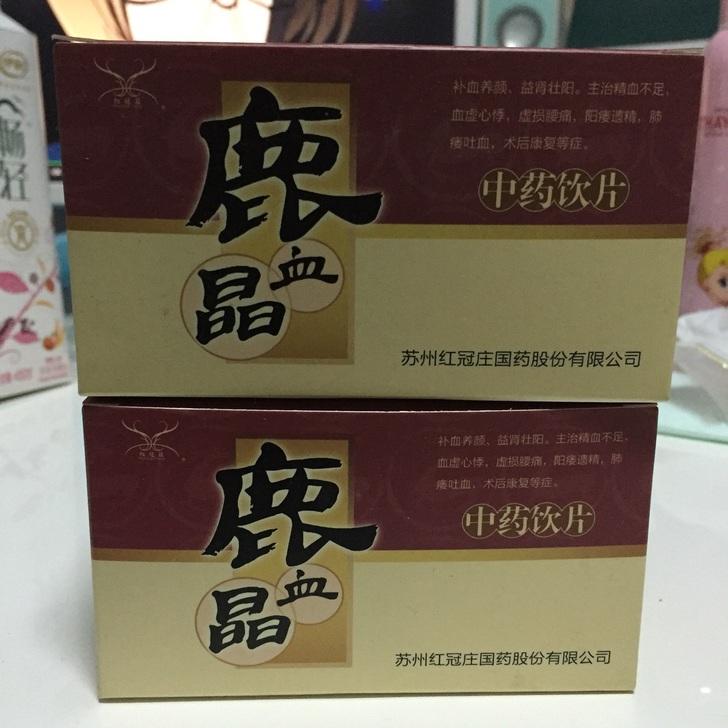 补血养颜、益肾壮阳。主治精血不足,
血虚心悸，虚损腰痛，阳痿遗精，肺
痿吐血，术后康复等症。
中药饮片
鹿
血
晶
苏州红冠庄国药股份有限公司
补血养颜、益肾壮阳。主治精血不足,
血虚心悸，虚损腰痛，阳痿遗精，肺
痿吐血，术后康复等症。
中药饮片
鹿
血
晶
苏州红冠庄国药股份有限公司
畅
轻